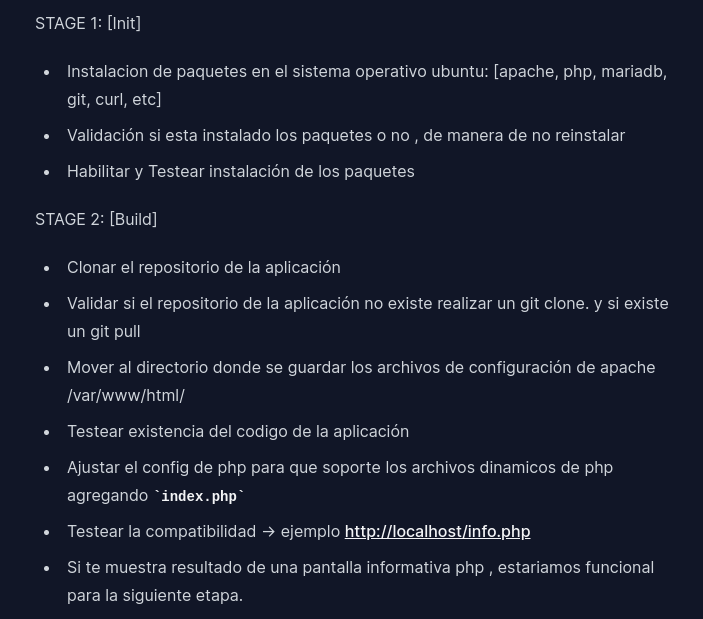 STAGE 1: [Init]
• Instalacion de paquetes en el sistema operativo ubuntu: [apache, php, mariadb,
git, curl, etc]
• Validación si esta instalado los paquetes o no , de manera de no reinstalar
• Habilitar y Testear instalación de los paquetes
STAGE 2: [Build]
• Clonar el repositorio de la aplicación
• Validar si el repositorio de la aplicación no existe realizar un git clone. y si existe
un git pull
• Mover al directorio donde se guardar los archivos de configuración de apache
/var/www/html/
• Testear existencia del codigo de la aplicación
• Ajustar el config de php para que soporte los archivos dinamicos de php
agregando `index.php`
• Testear la compatibilidad → ejemplo http://localhost/info.php
• Si te muestra resultado de una pantalla informativa php , estariamos funcional
para la siguiente etapa.